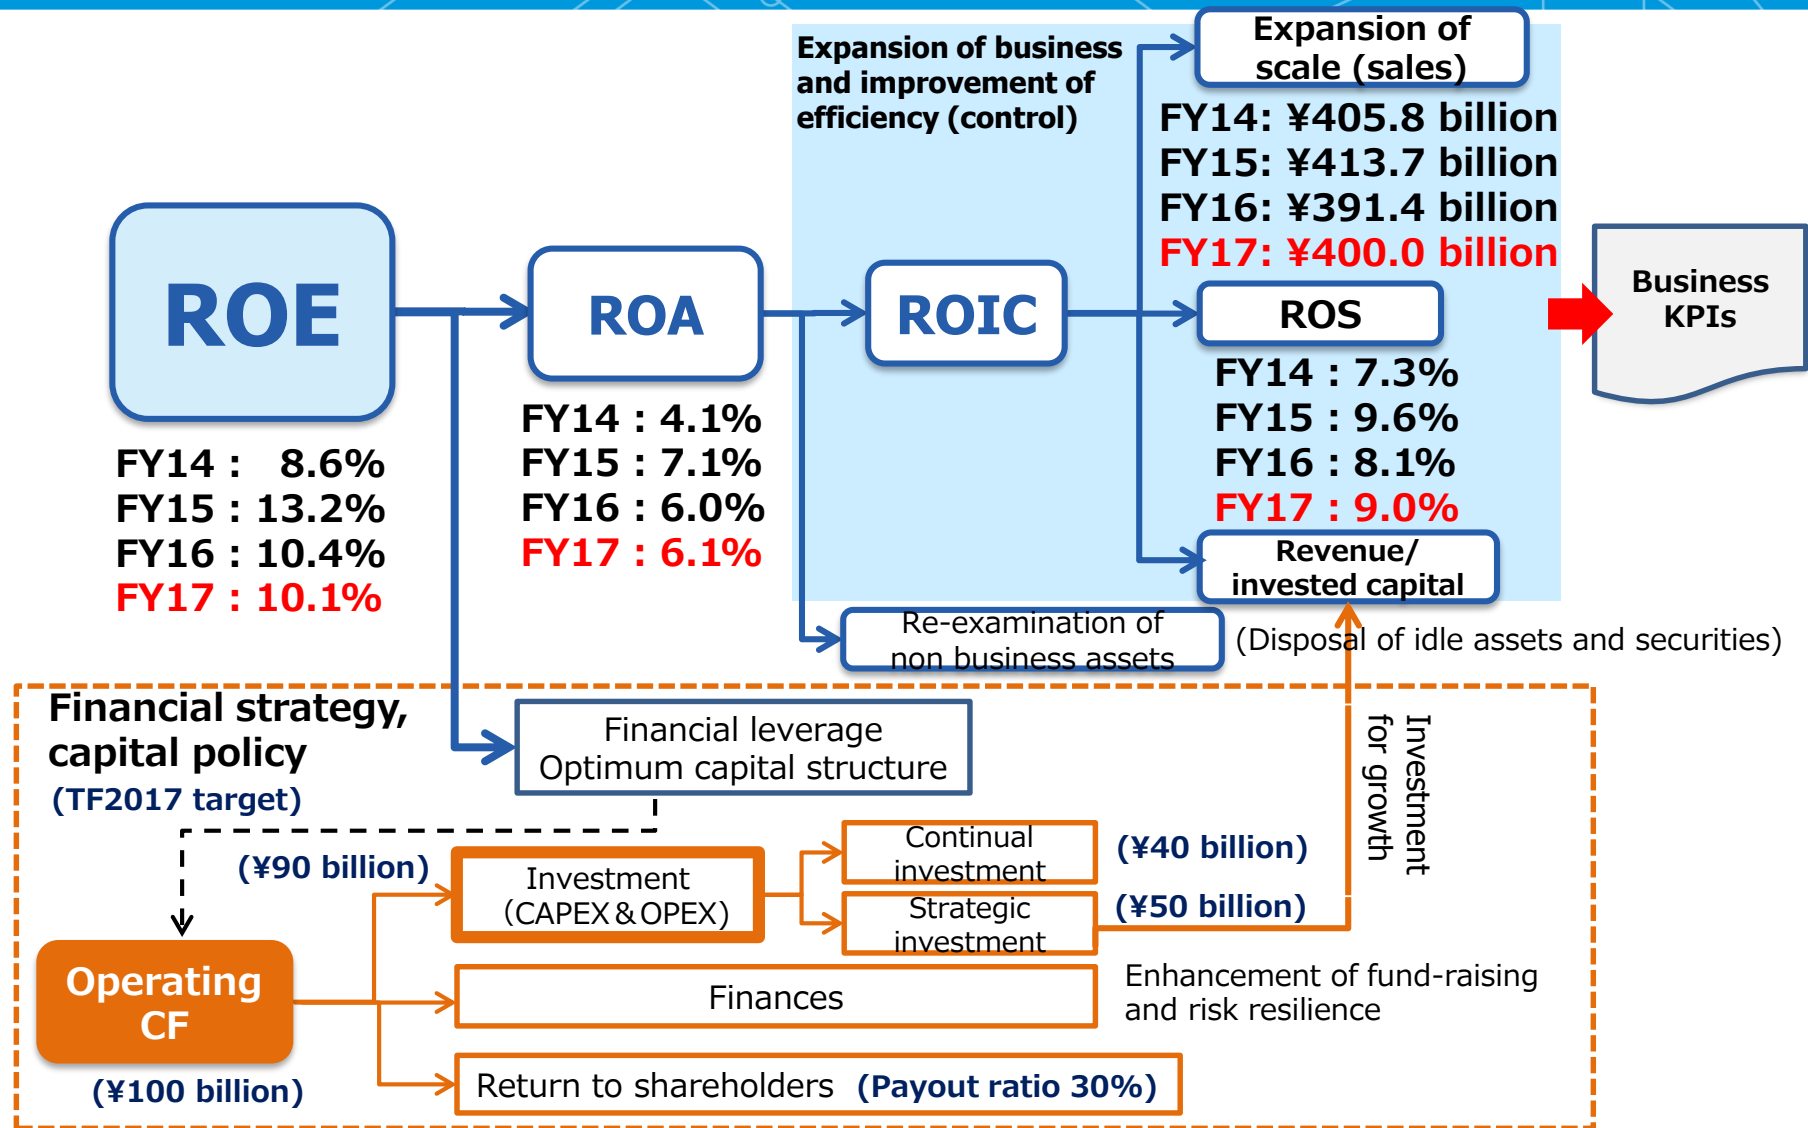 Expansion of business
and improvement of
efficiency (control)
Expansion of
scale (sales)
FY14: ¥405.8 billion
FY15: ¥413.7 billion
FY16: ¥391.4 billion
FY17: ¥400.0 billion
ROE
FY14 : 8.6%
FY15 : 13.2%
FY16 : 10.4%
FY17 : 10.1%
ROA
FY14 : 4.1%
FY15 : 7.1%
FY16 : 6.0%
FY17 : 6.1%
ROIC
ROS
FY14 : 7.3%
FY15 : 9.6%
FY16 : 8.1%
FY17 : 9.0%
Business
KPIs
Revenue/
invested capital
Re-examination of
non business assets
(Disposal of idle assets and securities)
Financial strategy,
capital policy
(TF2017 target)
Financial leverage
Optimum capital structure
Investment
for growth
(¥90 billion)
Investment
(CAPEX & OPEX)
Continual
investment
(¥40 billion)
Strategic
investment
(¥50 billion)
Operating
CF
(¥100 billion)
Finances
Enhancement of fund-raising
and risk resilience
Return to shareholders (Payout ratio 30%)